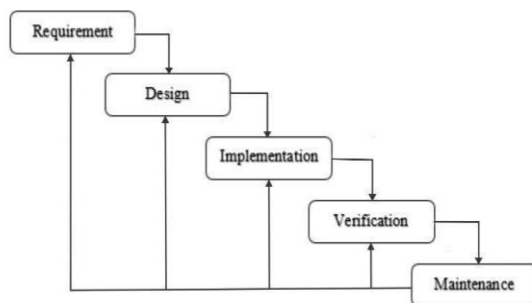 Requirement
Design
Implementation
Verification
Maintenance